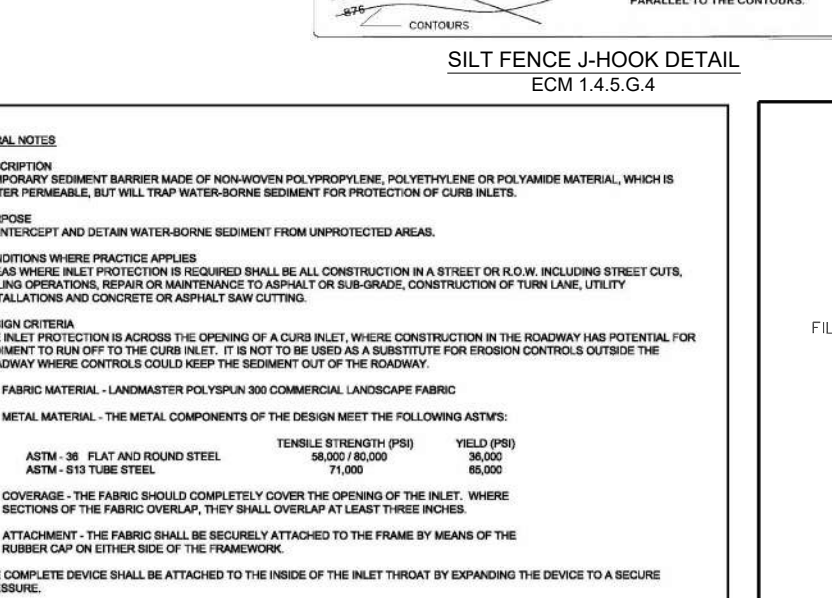 876
CONTOURS
PARALLEL TO THE CONTOURS.
SILT FENCE J-HOOK DETAIL
ECM 1.4.5.G.4
RAL NOTES
CRIPTION
MPORARY SEDIMENT BARRIER MADE OF NON-WOVEN POLYPROPYLENE, POLYETHYLENE OR POLYAMIDE MATERIAL, WHICH IS
TER PERMEABLE, BUT WILL TRAP WATER-BORNE SEDIMENT FOR PROTECTION OF CURB INLETS.
RPOSE
INTERCEPT AND DETAIN WATER-BORNE SEDIMENT FROM UNPROTECTED AREAS.
NDITIONS WHERE PRACTICE APPLIES
EAS WHERE INLET PROTECTION IS REQUIRED SHALL BE ALL CONSTRUCTION IN A STREET OR R.O.W. INCLUDING STREET CUTS,
LING OPERATIONS, REPAIR OR MAINTENANCE TO ASPHALT OR SUB-GRADE, CONSTRUCTION OF TURN LANE, UTILITY
TALLATIONS AND CONCRETE OR ASPHALT SAW CUTTING.
IGN CRITERIA
E INLET PROTECTION IS ACROSS THE OPENING OF A CURB INLET, WHERE CONSTRUCTION IN THE ROADWAY HAS POTENTIAL FOR
DIMENT TO RUN OFF TO THE CURB INLET. IT IS NOT TO BE USED AS A SUBSTITUTE FOR EROSION CONTROLS OUTSIDE THE
ADWAY WHERE CONTROLS COULD KEEP THE SEDIMENT OUT OF THE ROADWAY.
FIL
FABRIC MATERIAL - LANDMASTER POLYSPUN 300 COMMERCIAL LANDSCAPE FABRIC
METAL MATERIAL - THE METAL COMPONENTS OF THE DESIGN MEET THE FOLLOWING ASTM'S:
TENSILE STRENGTH (PSI) YIELD (PSI)
ASTM - 36 FLAT AND ROUND STEEL 58,000 / 80,000 36,000
ASTM - S13 TUBE STEEL 71,000 65,000
COVERAGE - THE FABRIC SHOULD COMPLETELY COVER THE OPENING OF THE INLET. WHERE
SECTIONS OF THE FABRIC OVERLAP, THEY SHALL OVERLAP AT LEAST THREE INCHES.
ATTACHMENT - THE FABRIC SHALL BE SECURELY ATTACHED TO THE FRAME BY MEANS OF THE
RUBBER CAP ON EITHER SIDE OF THE FRAMEWORK.
E COMPLETE DEVICE SHALL BE ATTACHED TO THE INSIDE OF THE INLET THROAT BY EXPANDING THE DEVICE TO A SECURE
ESSURE.